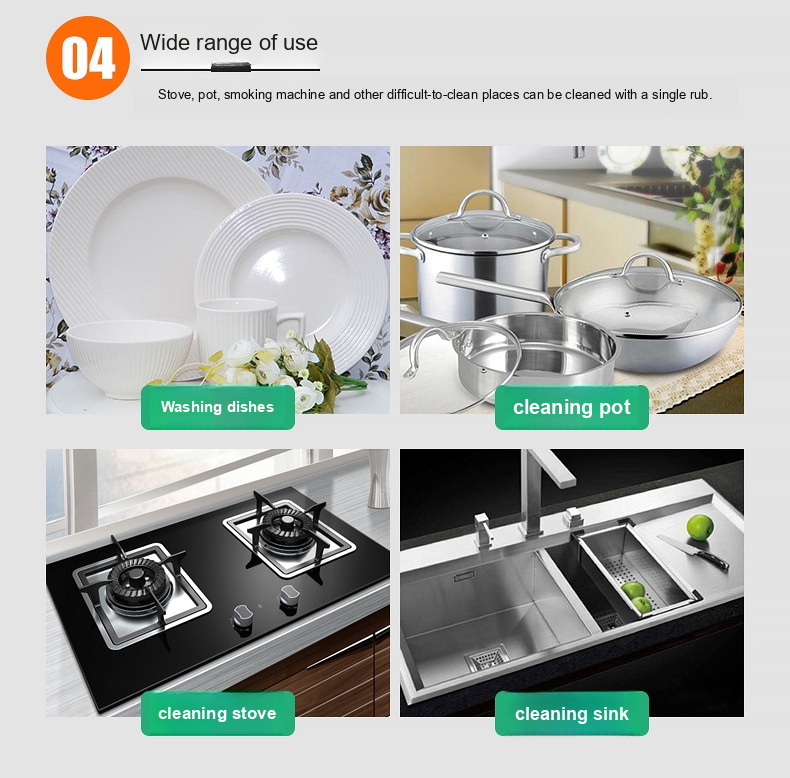 04
Wide range of use
Stove, pot, smoking machine and other difficult-to-clean places can be cleaned with a single rub.
Washing dishes
cleaning pot
cleaning stove
cleaning sink